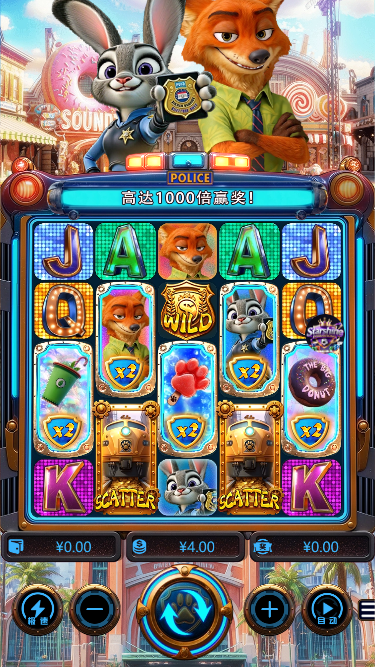 SOUND
POLICE
高达1000倍赢奖!
J A A J
Q WILD Q
Starshine
x2 x2
THE BIG DONUT
x2 x2 x2
K SCATTER SCATTER K
¥0.00 ¥4.00 ¥0.00
极速 自动